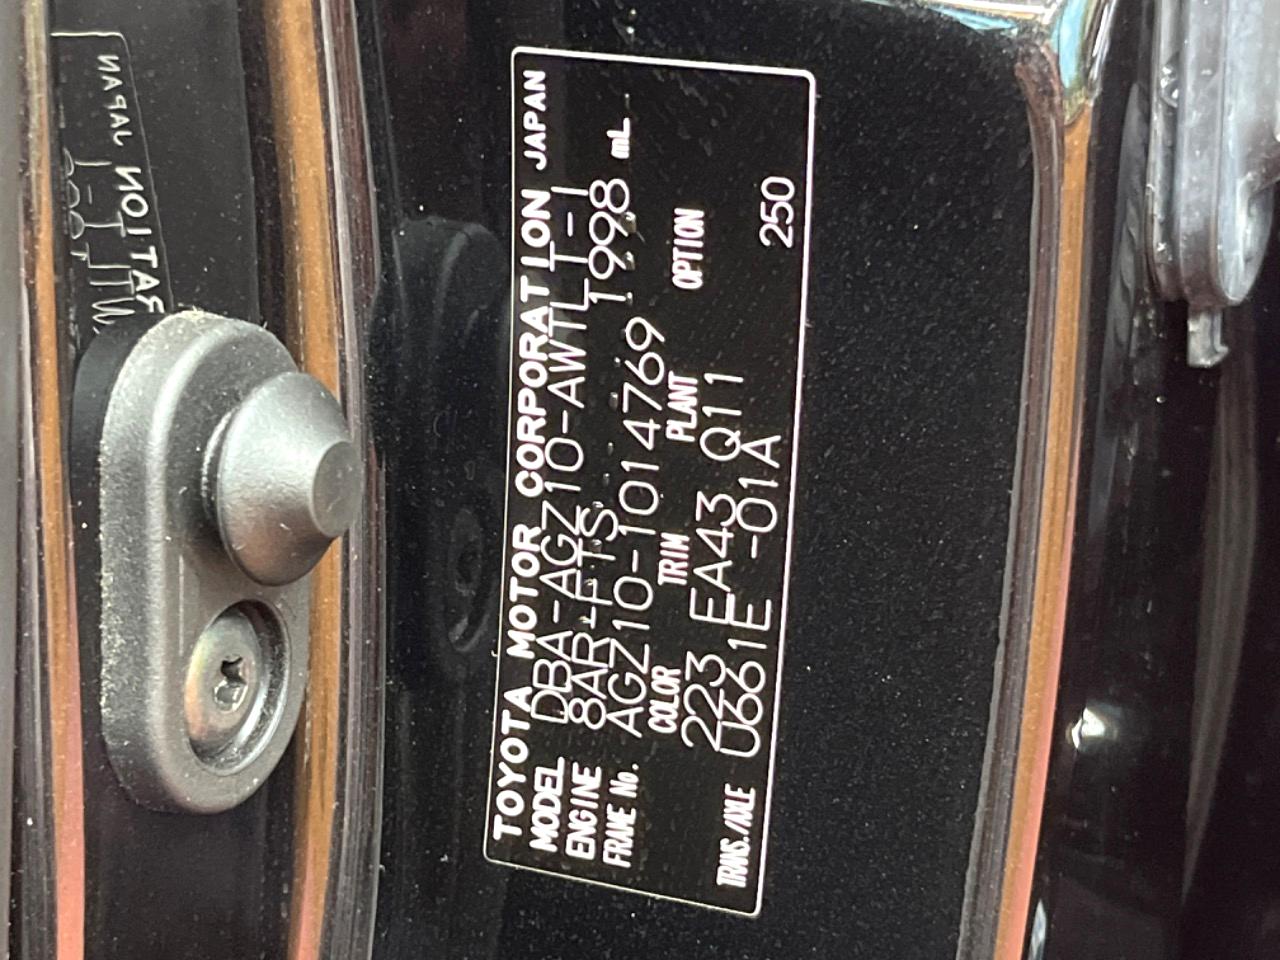 TOYOTA MOTOR CORPORATION JAPAN
MODEL DBA-AGZ10-AWTLT-1
ENGINE 8AR-FTS 1998 mL
FRAME No. AGZ10-1014769
COLOR TRIM PLANT OPTION
223 EA43 Q11
TRANS./AXLE U661E -01A 250